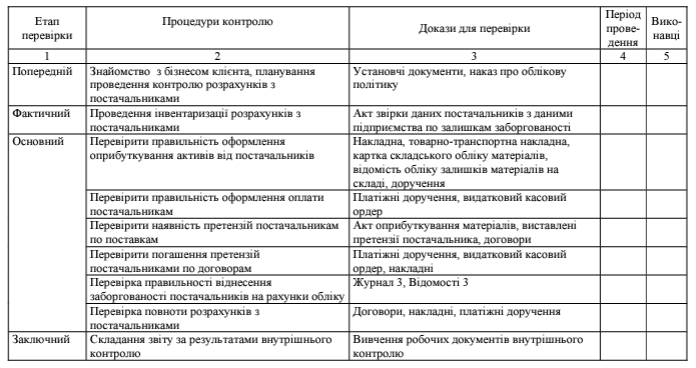 Етап перевірки
Процедури контролю
Докази для перевірки
Період прове-дення
Вико-навці
1 2 3 4 5
Попередній
Знайомство з бізнесом клієнта, планування
проведення контролю розрахунків з
постачальниками
Установчі документи, наказ про облікову
політику
Фактичний
Проведення інвентаризації розрахунків з
постачальниками
Акт звірки даних постачальників з даними
підприємства по залишкам заборгованості
Основний
Перевірити правильність оформлення
оприбуткування активів від постачальників
Накладна, товарно-транспортна накладна,
картка складського обліку матеріалів,
відомість обліку залишків матеріалів на
складі, доручення
Перевірити правильність оформлення оплати
постачальникам
Платіжні доручення, видатковий касовий
ордер
Перевірити наявність претензій постачальникам
по поставкам
Акт оприбуткування матеріалів, виставлені
претензії постачальника, договори
Перевірити погашення претензій
постачальниками по договорам
Платіжні доручення, видатковий касовий
ордер, накладні
Перевірка правильності віднесення
заборгованості постачальників на рахунки обліку
Журнал 3, Відомості 3
Перевірка повноти розрахунків з
постачальниками
Договори, накладні, платіжні доручення
Заключний
Складання звіту за результатами внутрішнього
контролю
Вивчення робочих документів внутрішнього
контролю